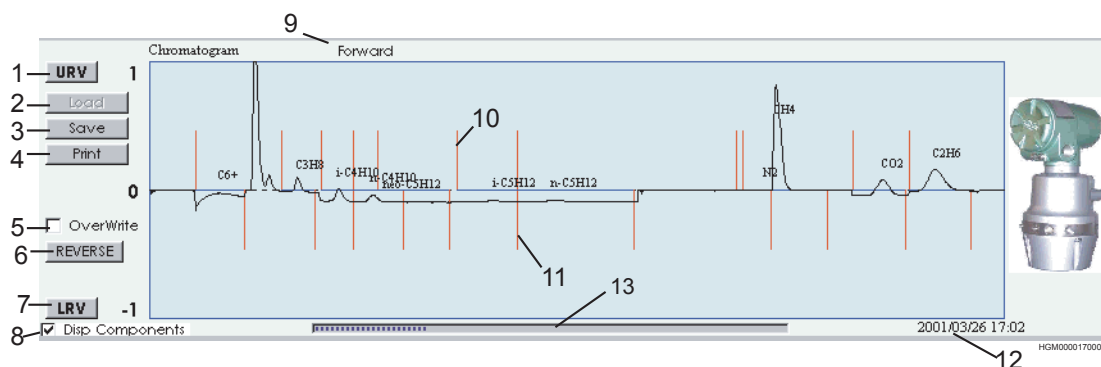 9
Chromatogram Forward
1 URV 1
2 Load
3 Save
4 Print
10
CH4
C6+ C3H8 i-C4H10 n-C4H10 neo-C5H12 i-C5H12 n-C5H12 N2 CO2 C2H6
0
5 OverWrite
6 REVERSE
11
13
7 LRV -1
8 Disp Components
2001/03/26 17:02
12
HGM000017000